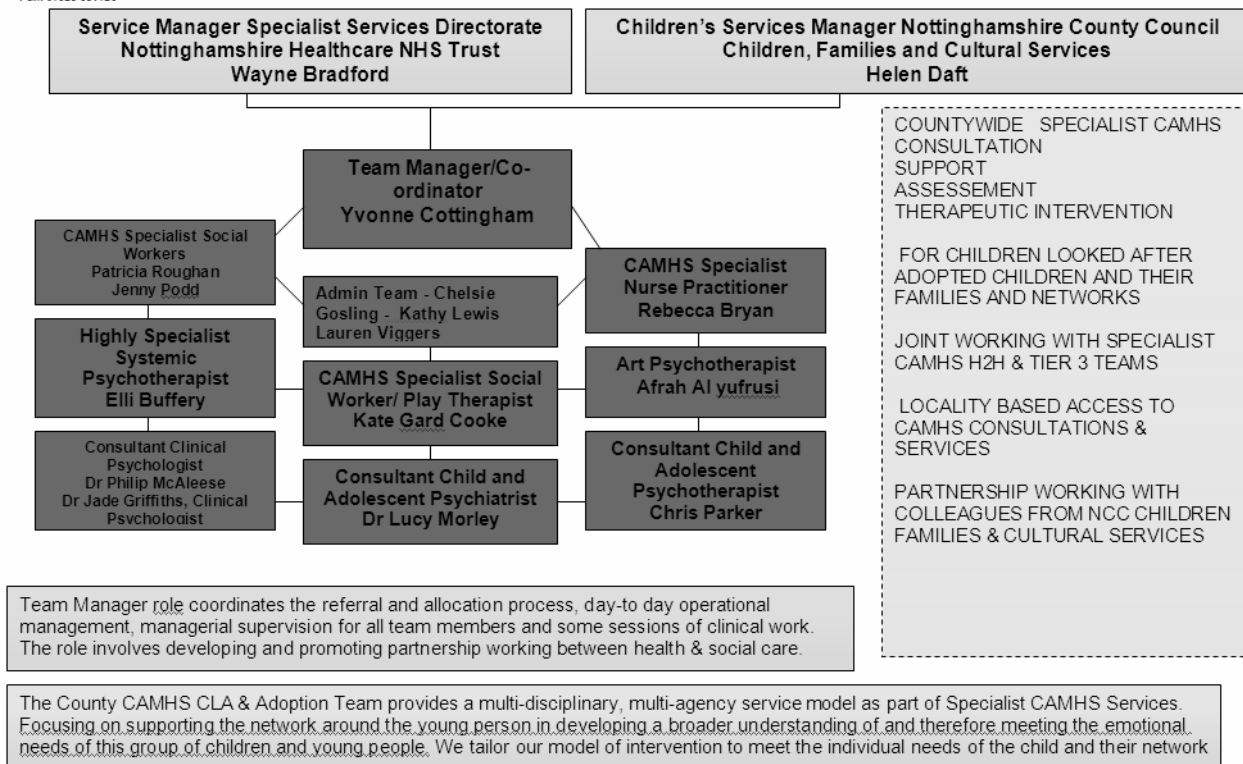 Service Manager Specialist Services Directorate
Nottinghamshire Healthcare NHS Trust
Wayne Bradford
Children's Services Manager Nottinghamshire County Council
Children, Families and Cultural Services
Helen Daft
Team Manager/Co-
ordinator
Yvonne Cottingham
CAMHS Specialist Social
Workers
Patricia Roughan
Jenny Podd
Admin Team - Chelsie
Gosling - Kathy Lewis
Lauren Viggers
CAMHS Specialist
Nurse Practitioner
Rebecca Bryan
Highly Specialist
Systemic
Psychotherapist
Elli Buffery
CAMHS Specialist Social
Worker/ Play Therapist
Kate Gard Cooke
Art Psychotherapist
Afrah Al yufrusi
Consultant Clinical
Psychologist
Dr Philip McAleese
Dr Jade Griffiths, Clinical
Psychologist
Consultant Child and
Adolescent Psychiatrist
Dr Lucy Morley
Consultant Child and
Adolescent
Psychotherapist
Chris Parker
COUNTYWIDE SPECIALIST CAMHS
CONSULTATION
SUPPORT
ASSESSEMENT
THERAPEUTIC INTERVENTION
FOR CHILDREN LOOKED AFTER
ADOPTED CHILDREN AND THEIR
FAMILIES AND NETWORKS
JOINT WORKING WITH SPECIALIST
CAMHS H2H & TIER 3 TEAMS
LOCALITY BASED ACCESS TO
CAMHS CONSULTATIONS &
SERVICES
PARTNERSHIP WORKING WITH
COLLEAGUES FROM NCC CHILDREN
FAMILIES & CULTURAL SERVICES
Team Manager role coordinates the referral and allocation process, day-to day operational
management, managerial supervision for all team members and some sessions of clinical work.
The role involves developing and promoting partnership working between health & social care.
The County CAMHS CLA & Adoption Team provides a multi-disciplinary, multi-agency service model as part of Specialist CAMHS Services.
Focusing on supporting the network around the young person in developing a broader understanding of and therefore meeting the emotional
needs of this group of children and young people. We tailor our model of intervention to meet the individual needs of the child and their network